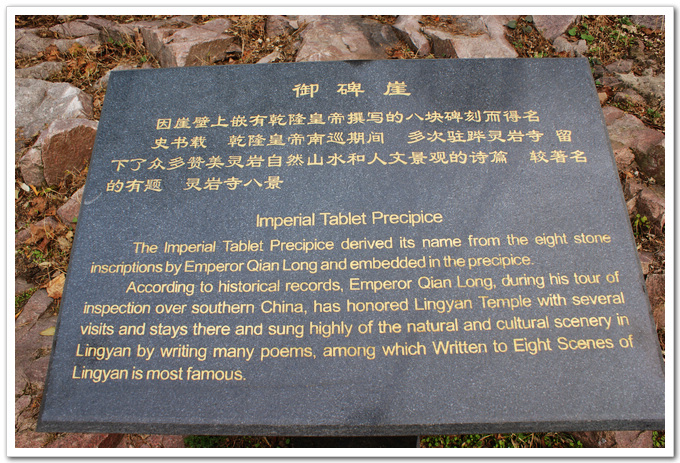 御碑崖
因崖壁上嵌有乾隆皇帝撰写的八块碑刻而得名
史书载 乾隆皇帝南巡期间 多次驻跸灵岩寺 留
下了众多赞美灵岩自然山水和人文景观的诗篇 较著名
的有题 灵岩寺八景
Imperial Tablet Precipice
The Imperial Tablet Precipice derived its name from the eight stone
inscriptions by Emperor Qian Long and embedded in the precipice.
According to historical records, Emperor Qian Long, during his tour of
inspection over southern China, has honored Lingyan Temple with several
visits and stays there and sung highly of the natural and cultural scenery in
Lingyan by writing many poems, among which Written to Eight Scenes of
Lingyan is most famous.